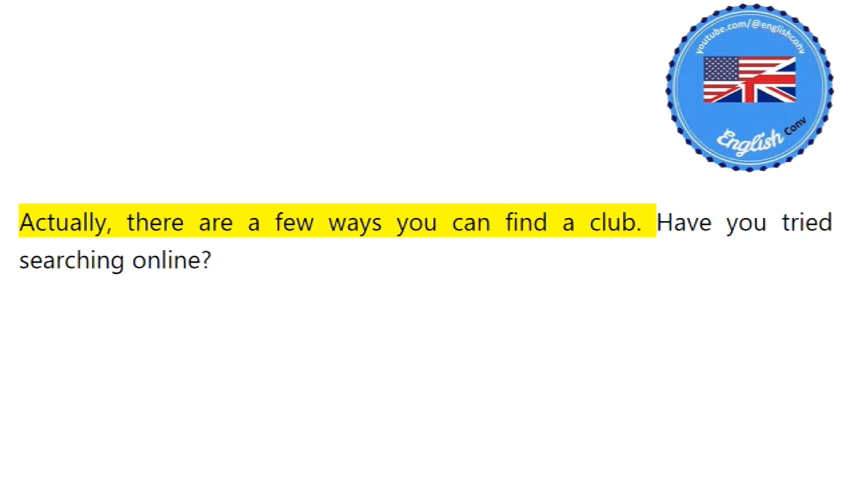 youtube.com/@englishconv
English Conv
Actually, there are a few ways you can find a club. Have you tried
searching online?